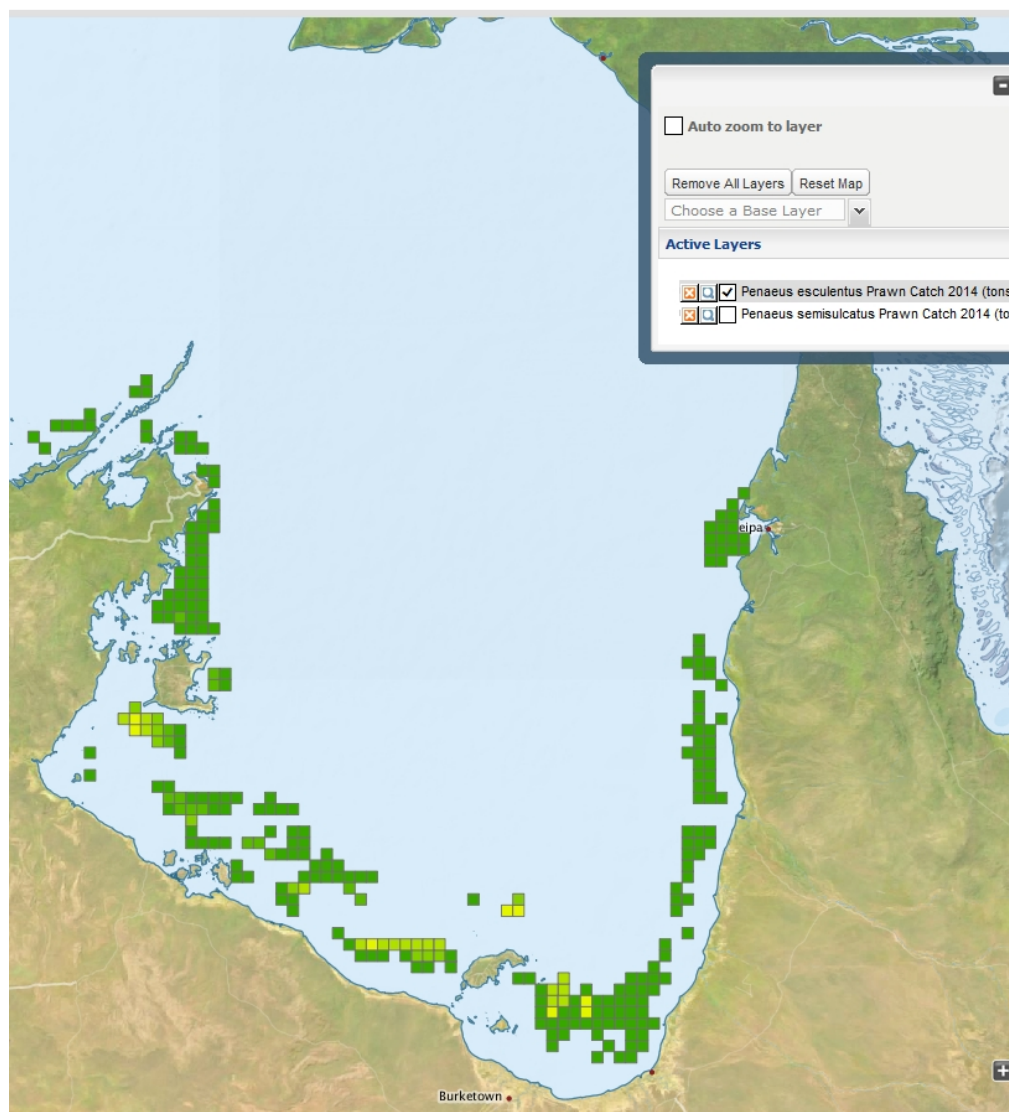 Auto zoom to layer
Remove All Layers Reset Map
Choose a Base Layer
Active Layers
Penaeus esculentus Prawn Catch 2014 (tons
Penaeus semisulcatus Prawn Catch 2014 (to
eipa
Burketown